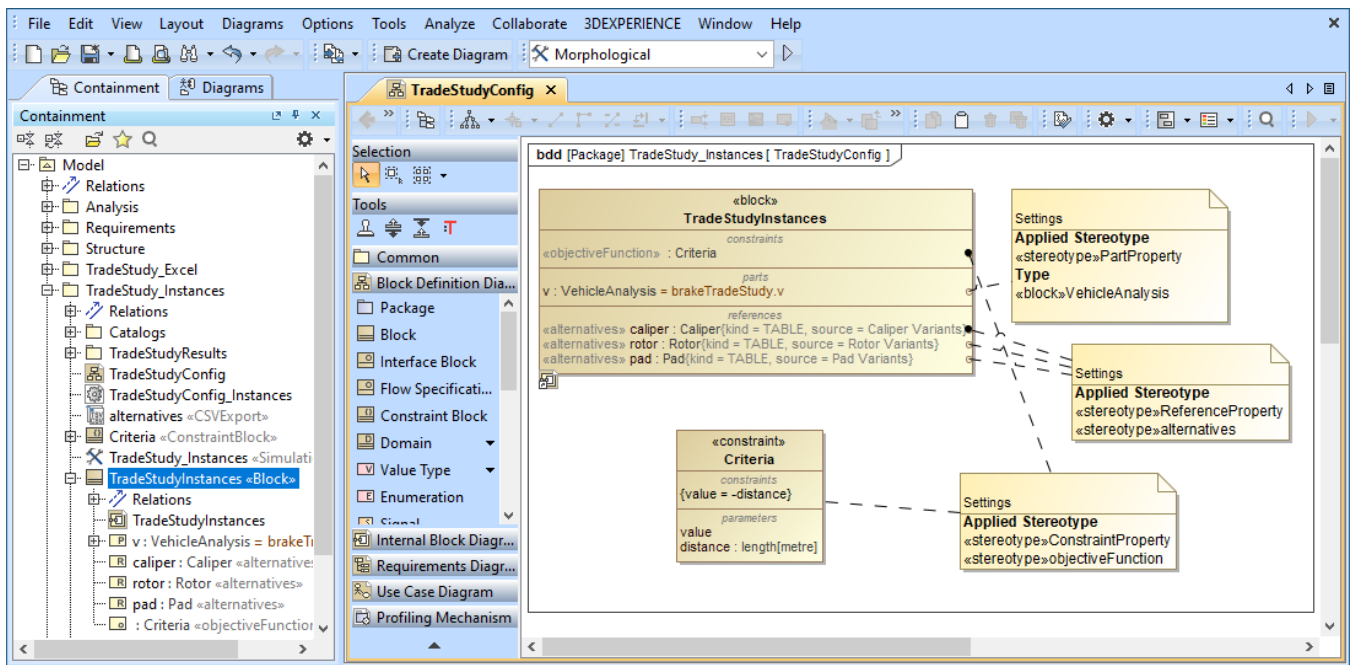 File Edit View Layout Diagrams Options Tools Analyze Collaborate 3DEXPERIENCE Window Help
Create Diagram Morphological
Containment Diagrams
Containment
Model
Relations
Analysis
Requirements
Structure
TradeStudy_Excel
TradeStudy_Instances
Relations
Catalogs
TradeStudyResults
TradeStudyConfig
TradeStudyConfig_Instances
alternatives «CSVExport»
Criteria «ConstraintBlock»
TradeStudy_Instances «Simulati
TradeStudyInstances «Block»
Relations
TradeStudyInstances
v : VehicleAnalysis = brakeTr
caliper : Caliper «alternative
rotor : Rotor «alternatives»
pad : Pad «alternatives»
: Criteria «objectiveFunction
TradeStudyConfig
Selection
Tools
Common
Block Definition Dia...
Package
Block
Interface Block
Flow Specificati...
Constraint Block
Domain
Value Type
Enumeration
Signal
Internal Block Diagr...
Requirements Diagr...
Use Case Diagram
Profiling Mechanism
bdd [Package] TradeStudy_Instances [ TradeStudyConfig ]
«block»
TradeStudyInstances
constraints
«objectiveFunction» : Criteria
parts
v : VehicleAnalysis = brakeTradeStudy.v
references
«alternatives» caliper : Caliper{kind = TABLE, source = Caliper Variants}
«alternatives» rotor : Rotor{kind = TABLE, source = Rotor Variants}
«alternatives» pad : Pad{kind = TABLE, source = Pad Variants}
Settings
Applied Stereotype
«stereotype»PartProperty
Type
«block»VehicleAnalysis
Settings
Applied Stereotype
«stereotype»ReferenceProperty
«stereotype»alternatives
«constraint»
Criteria
constraints
{value = -distance}
parameters
value
distance : length[metre]
Settings
Applied Stereotype
«stereotype»ConstraintProperty
«stereotype»objectiveFunction